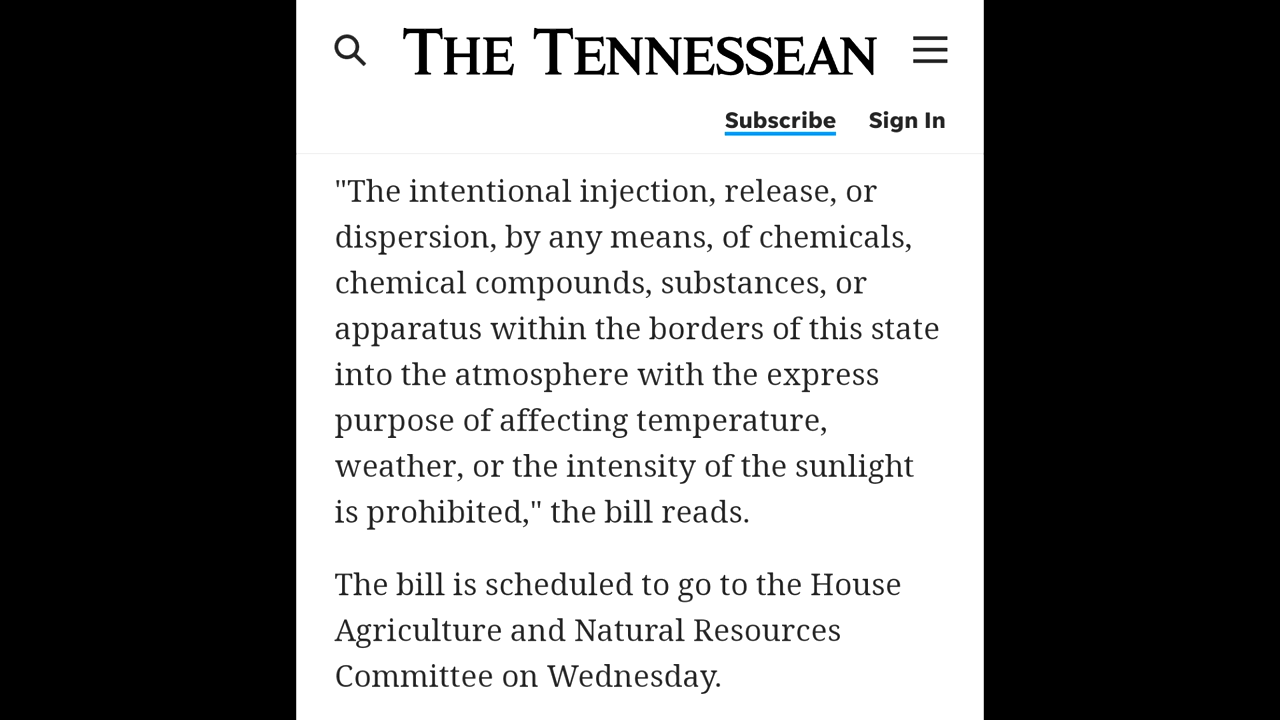 THE TENNESSEAN
Subscribe Sign In
"The intentional injection, release, or
dispersion, by any means, of chemicals,
chemical compounds, substances, or
apparatus within the borders of this state
into the atmosphere with the express
purpose of affecting temperature,
weather, or the intensity of the sunlight
is prohibited," the bill reads.
The bill is scheduled to go to the House
Agriculture and Natural Resources
Committee on Wednesday.